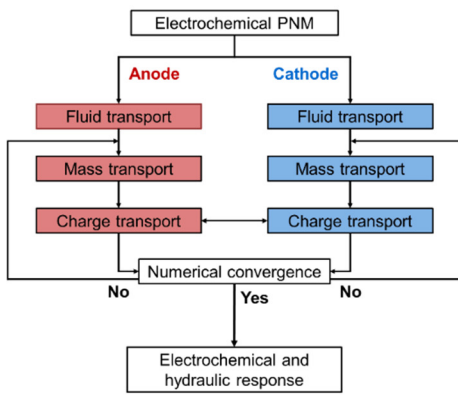 Electrochemical PNM
Anode
Cathode
Fluid transport
Fluid transport
Mass transport
Mass transport
Charge transport
Charge transport
Numerical convergence
No
Yes
No
Electrochemical and
hydraulic response